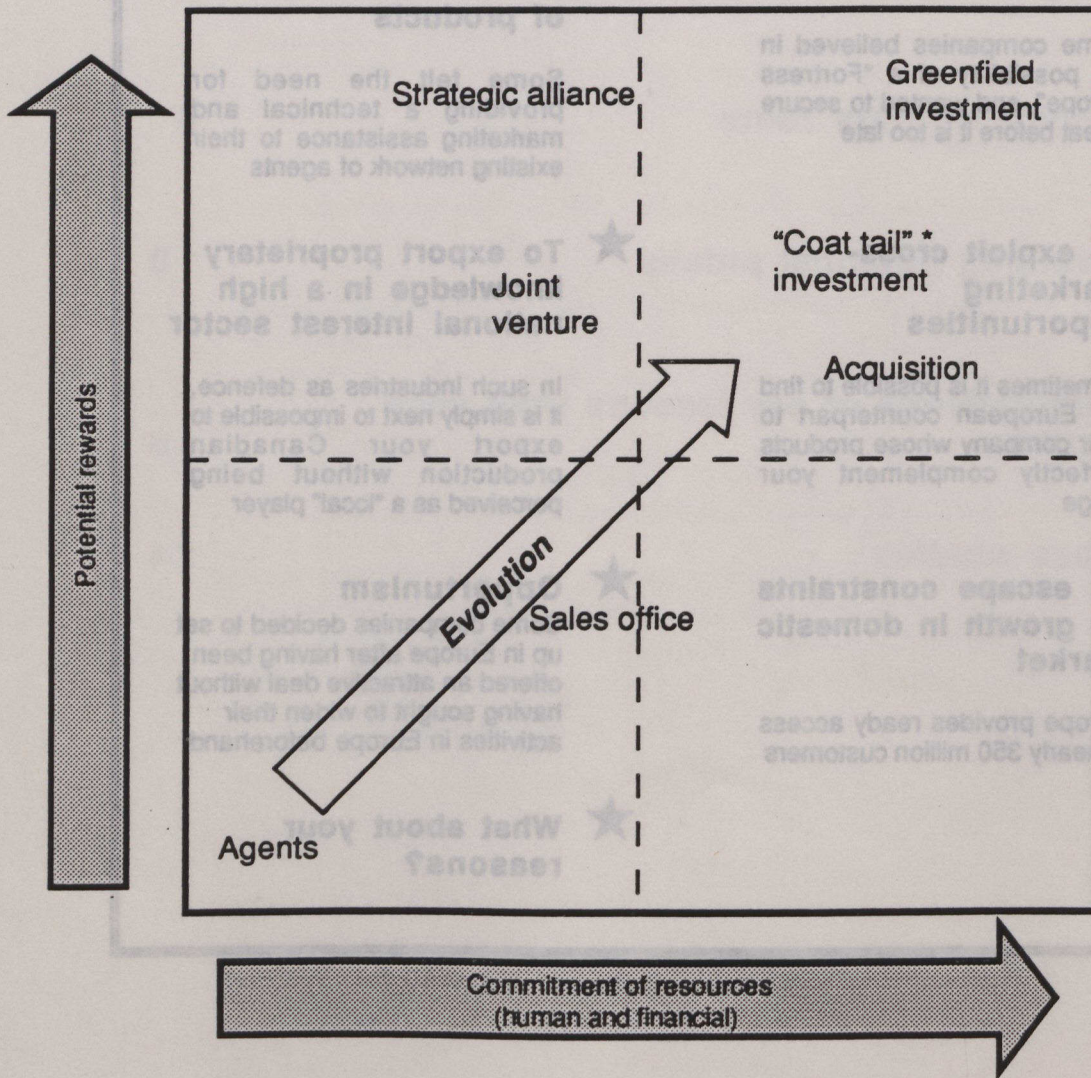 Strategic alliance
Greenfield
investment
"Coat tail" *
investment
Joint
venture
Acquisition
Potential rewards
Evolution
Sales office
Agents
Commitment of resources
(human and financial)